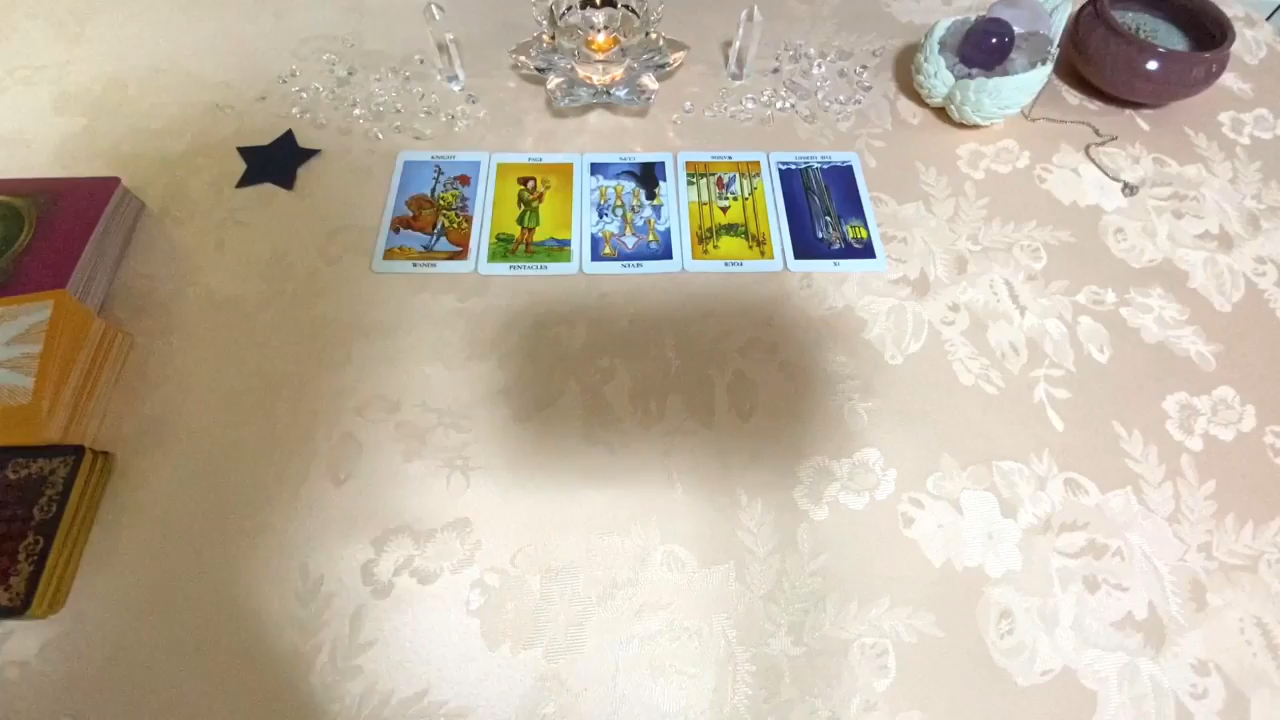 KNIGHT
WANDS
PAGE
PENTACLES
CUPS
SEVEN
WANDS
FOUR
THE HERMIT
IX